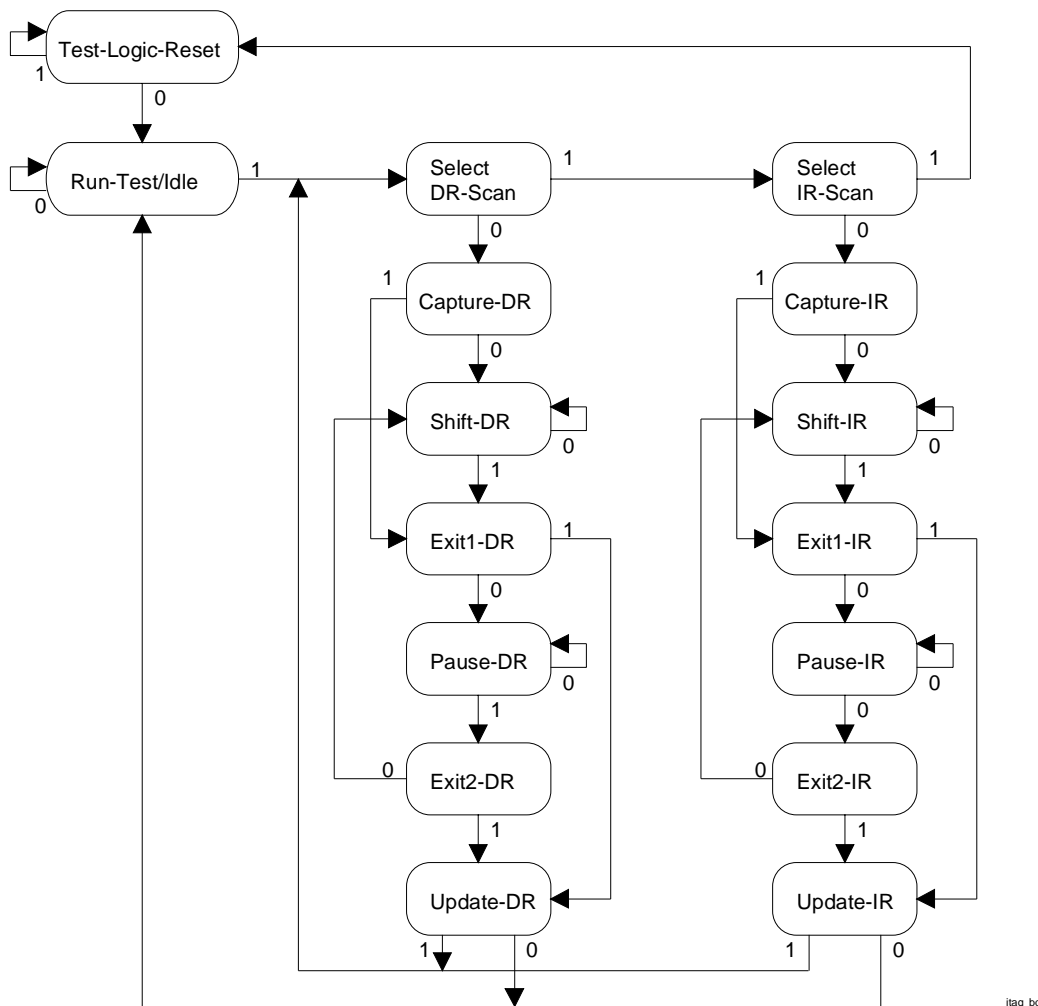 Test-Logic-Reset
1
0
Run-Test/Idle
1
0
Select
DR-Scan
1
Select
IR-Scan
1
0
0
1
Capture-DR
1
Capture-IR
0
0
Shift-DR
0
Shift-IR
0
1
1
Exit1-DR
1
Exit1-IR
1
0
0
Pause-DR
0
Pause-IR
0
1
0
0
Exit2-DR
0
Exit2-IR
1
1
Update-DR
Update-IR
1
0
1
0